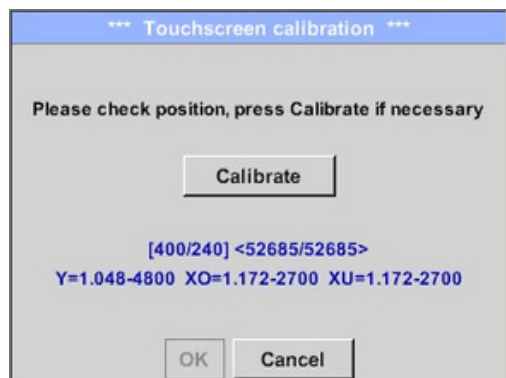 *** Touchscreen calibration ***
Please check position, press Calibrate if necessary
Calibrate
[400/240] <52685/52685>
Y=1.048-4800 XO=1.172-2700 XU=1.172-2700
OK Cancel